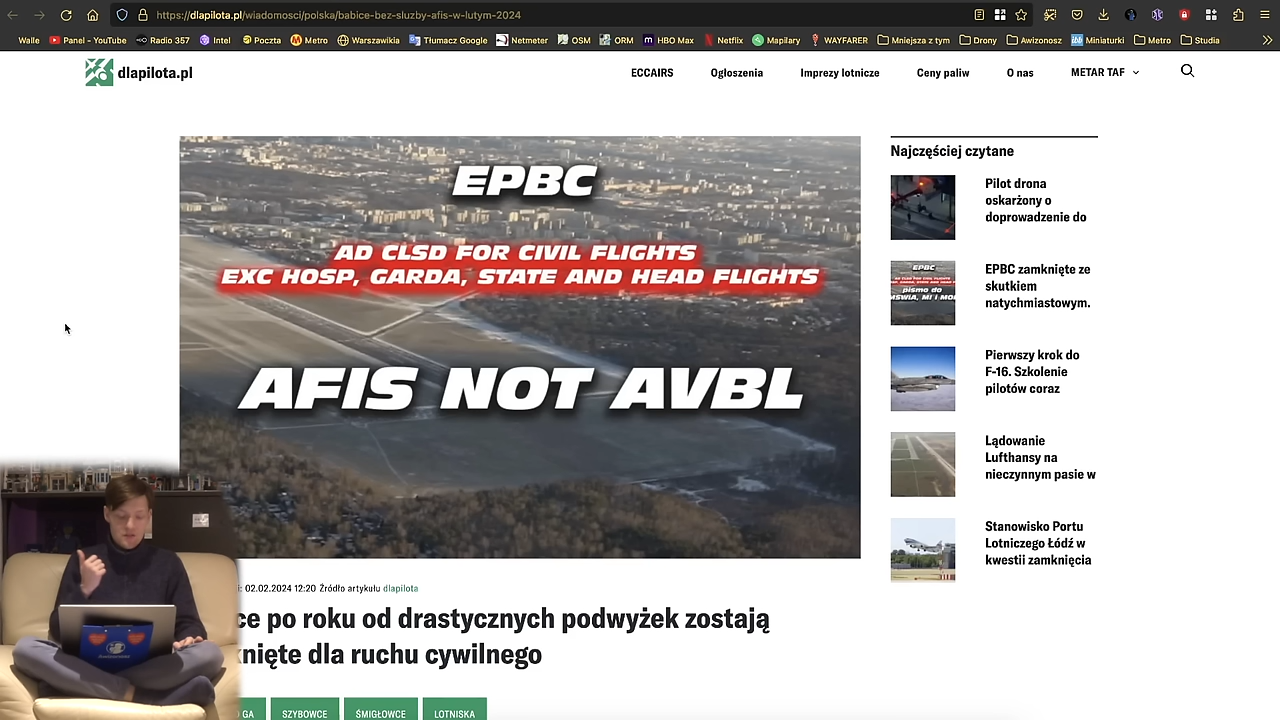 https://dlapilota.pl/wiadomosci/polska/babice-bez-sluzby-afis-w-lutym-2024
Walle Panel - YouTube Radio 357 Intel Poczta Metro Warszawikia Tłumacz Google Netmeter OSM ORM HBO Max Netflix Mapilary WAYFARER Mniejsza z tym Drony Awizonosz Miniaturki Metro Studia
dlapilota.pl
ECCAIRS Ogłoszenia Imprezy lotnicze Ceny paliw O nas METAR TAF
EPBC
AD CLSD FOR CIVIL FLIGHTS
EXC HOSP, GARDA, STATE AND HEAD FLIGHTS
AFIS NOT AVBL
Najczęściej czytane
Pilot drona
oskarżony o
doprowadzenie do
EPBC zamknięte ze
skutkiem
natychmiastowym.
Pierwszy krok do
F-16. Szkolenie
pilotów coraz
Lądowanie
Lufthansy na
nieczynnym pasie w
Stanowisko Portu
Lotniczego Łódź w
kwestii zamknięcia
02.02.2024 12:20 Źródło artykułu dlapilota
ce po roku od drastycznych podwyżek zostają
knięte dla ruchu cywilnego
GA SZYBOWCE ŚMIGŁOWCE LOTNISKA